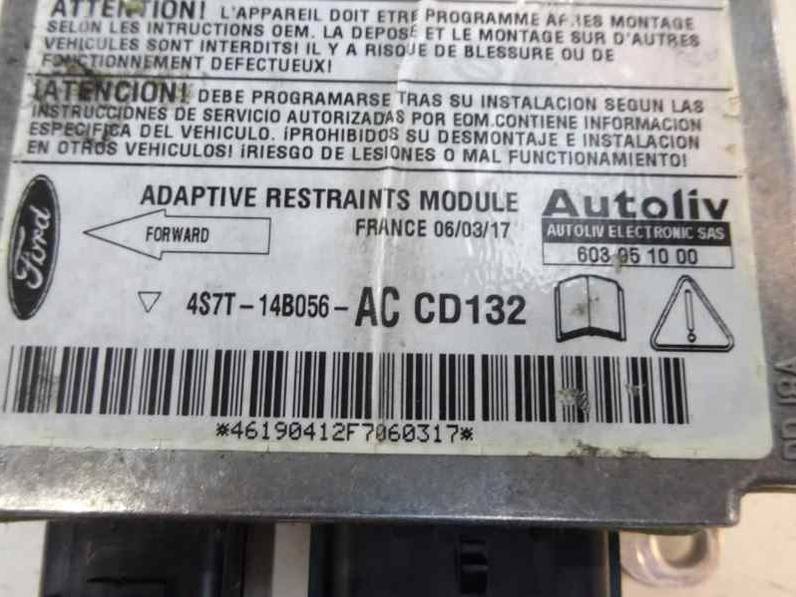 ATTENTION! L'APPAREIL DOIT ETRE PROGRAMME APRES MONTAGE
SELON LES INTRUCTIONS OEM. LA DEPOSE ET LE MONTAGE SUR D'AUTRES
VEHICULES SONT INTERDITS! IL Y A RISQUE DE BLESSURE OU DE
FONCTIONNEMENT DEFECTUEUX!
¡ATENCION! DEBE PROGRAMARSE TRAS SU INSTALACION SEGUN LAS
INSTRUCCIONES DE SERVICIO AUTORIZADAS POR EOM.CONTIENE INFORMACION
ESPECIFICA DEL VEHICULO. ¡PROHIBIDOS SU DESMONTAJE E INSTALACION
EN OTROS VEHICULOS! ¡RIESGO DE LESIONES O MAL FUNCIONAMIENTO!
Ford
FORWARD
ADAPTIVE RESTRAINTS MODULE
FRANCE 06/03/17
Autoliv
AUTOLIV ELECTRONIC SAS
603 95 10 00
4S7T-14B056-AC CD132
*46190412F7060317*